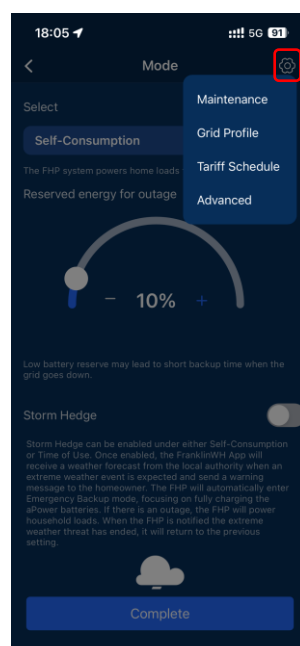 18:05
5G 91
Mode
Maintenance
Grid Profile
Tariff Schedule
Advanced
Select
Self-Consumption
The FHP system powers home loads
Reserved energy for outage
− 10% +
Low battery reserve may lead to short backup time when the
grid goes down.
Storm Hedge
Storm Hedge can be enabled under either Self-Consumption
or Time of Use. Once enabled, the FranklinWH App will
receive a weather forecast from the local authority when an
extreme weather event is expected and send a warning
message to the homeowner. The FHP will automatically enter
Emergency Backup mode, focusing on fully charging the
aPower batteries. If there is an outage, the FHP will power
household loads. When the FHP is notified the extreme
weather threat has ended, it will return to the previous
setting.
Complete